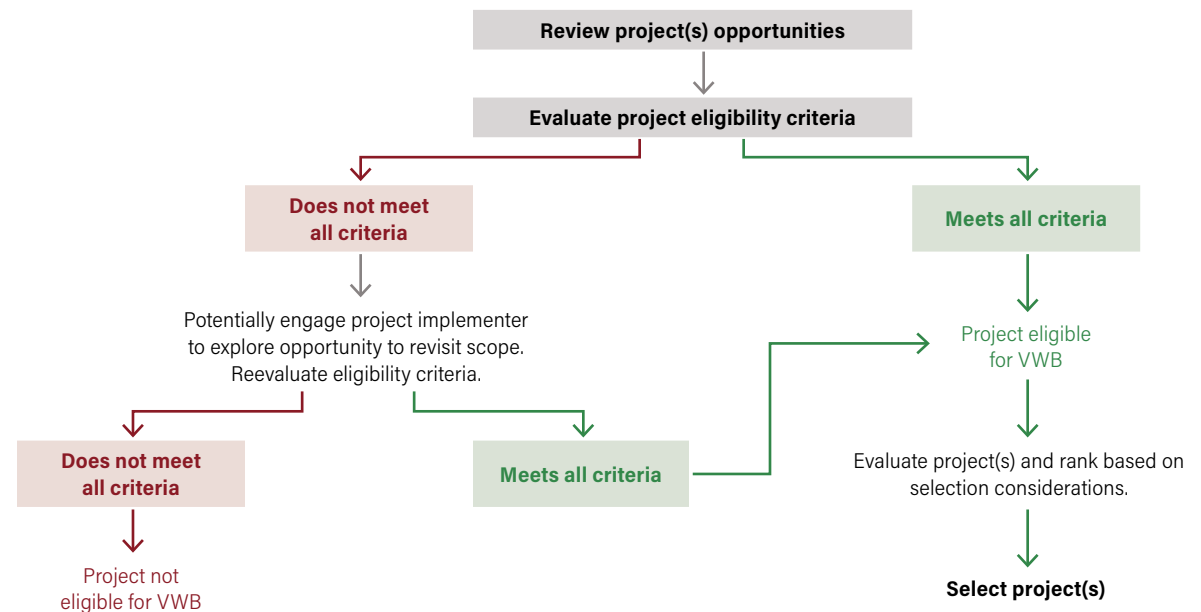 Review project(s) opportunities
Evaluate project eligibility criteria
Does not meet
all criteria
Meets all criteria
Potentially engage project implementer
to explore opportunity to revisit scope.
Reevaluate eligibility criteria.
Project eligible
for VWB
Does not meet
all criteria
Meets all criteria
Evaluate project(s) and rank based on
selection considerations.
Project not
eligible for VWB
Select project(s)